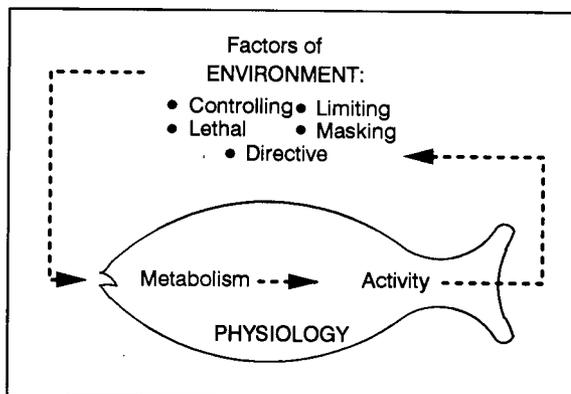 Factors of
ENVIRONMENT:
• Controlling • Limiting
• Lethal • Masking
• Directive
Metabolism Activity
PHYSIOLOGY